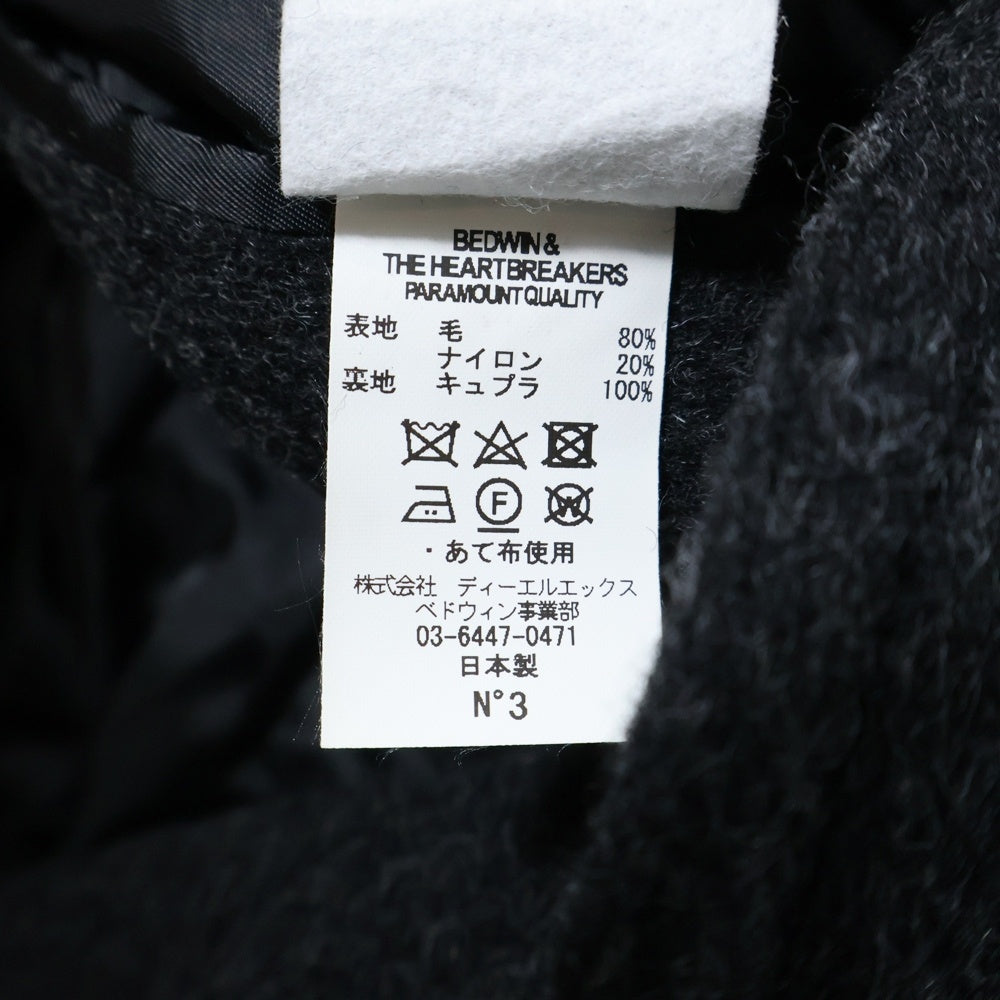 BEDWIN &
THE HEARTBREAKERS
PARAMOUNT QUALITY
表地 毛 80%
ナイロン 20%
裏地 キュプラ 100%
F W
・あて布使用
株式会社 ディーエルエックス
ベドウィン事業部
03-6447-0471
日本製
N°3